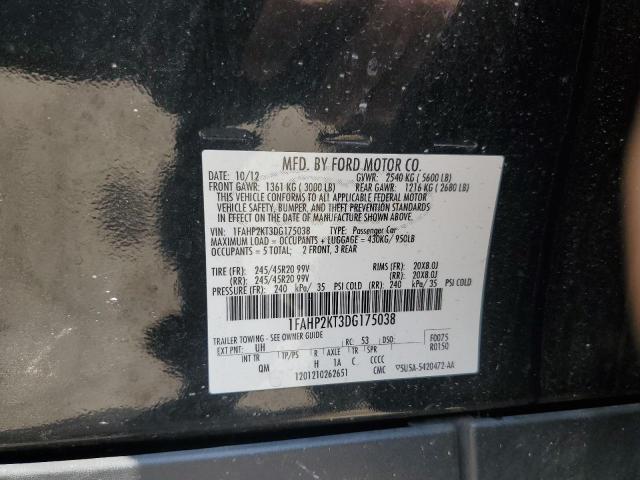 MFD. BY FORD MOTOR CO.
DATE: 10/12 GVWR: 2540 KG ( 5600 LB)
FRONT GAWR: 1361 KG ( 3000 LB) REAR GAWR: 1216 KG ( 2680 LB)
THIS VEHICLE CONFORMS TO ALL APPLICABLE FEDERAL MOTOR
VEHICLE SAFETY, BUMPER, AND THEFT PREVENTION STANDARDS
IN EFFECT ON THE DATE OF MANUFACTURE SHOWN ABOVE.
VIN: 1FAHP2KT3DG175038 TYPE: Passenger Car
MAXIMUM LOAD = OCCUPANTS + LUGGAGE = 430KG/ 950LB
OCCUPANTS = 5 TOTAL; 2 FRONT, 3 REAR
TIRE (FR): 245/45R20 99V RIMS (FR): 20X8.0J
(RR): 245/45R20 99V (RR): 20X8.0J
PRESSURE (FR): 240 kPa/ 35 PSI COLD (RR): 240 kPa/ 35 PSI COLD
1FAHP2KT3DG175038
TRAILER TOWING - SEE OWNER GUIDE
EXT PNT: UH RC: 53 DSO: F0075
R0150
INT TR TP/PS R AXLE TR SPR
QM H 1A C CCCC
1201210262651 CMC 5U5A-5420472-AA